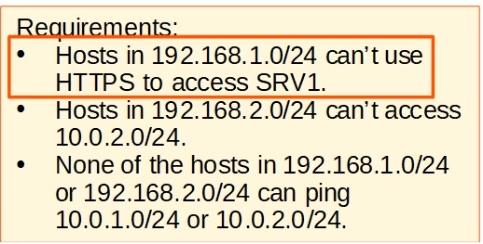 Requirements:
• Hosts in 192.168.1.0/24 can’t use
HTTPS to access SRV1.
• Hosts in 192.168.2.0/24 can’t access
10.0.2.0/24.
• None of the hosts in 192.168.1.0/24
or 192.168.2.0/24 can ping
10.0.1.0/24 or 10.0.2.0/24.